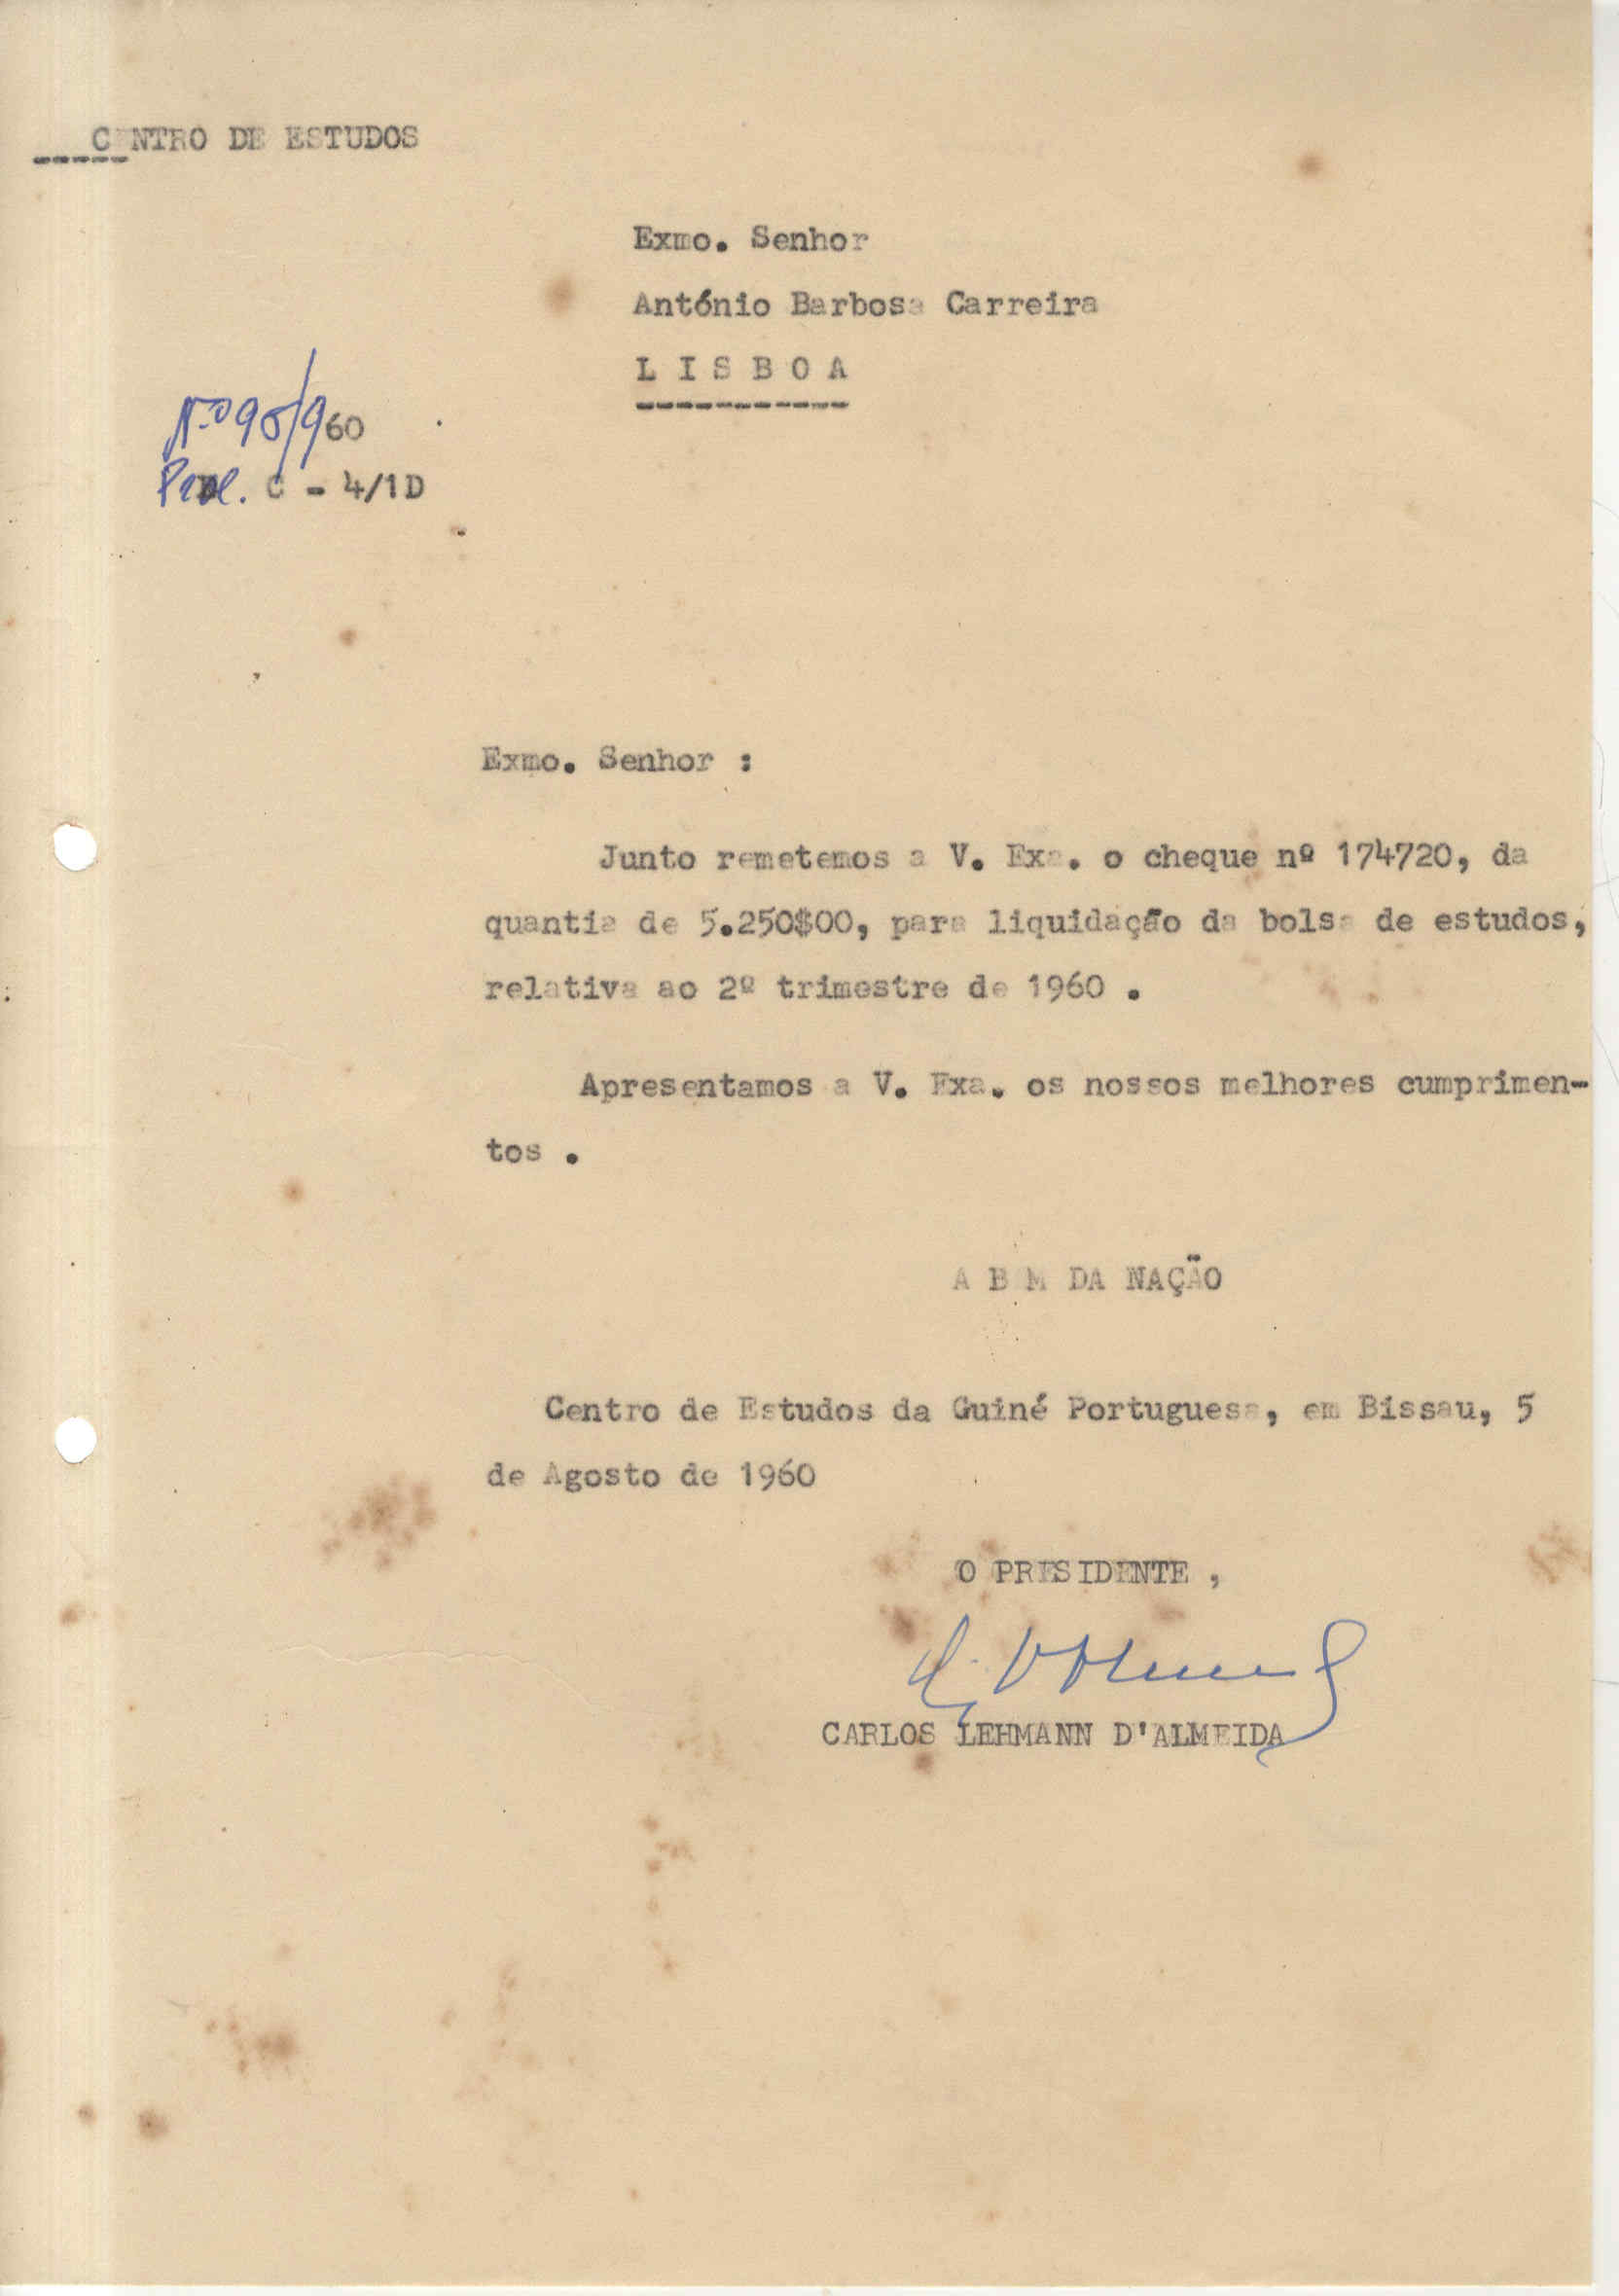 CENTRO DE ESTUDOS
Exmo. Senhor
António Barbosa Carreira
L I S B O A
Nº 95/960
C - 4/1D
Exmo. Senhor :
Junto remetemos a V. Exa. o cheque nº 174720, da
quantia de 5.250$00, para liquidação da bolsa de estudos,
relativa ao 2º trimestre de 1960 .
Apresentamos a V. Exa. os nossos melhores cumprimen-
tos .
A BEM DA NAÇÃO
Centro de Estudos da Guiné Portuguesa, em Bissau, 5
de Agosto de 1960
O PRESIDENTE ,
CARLOS LEHMANN D'ALMEIDA